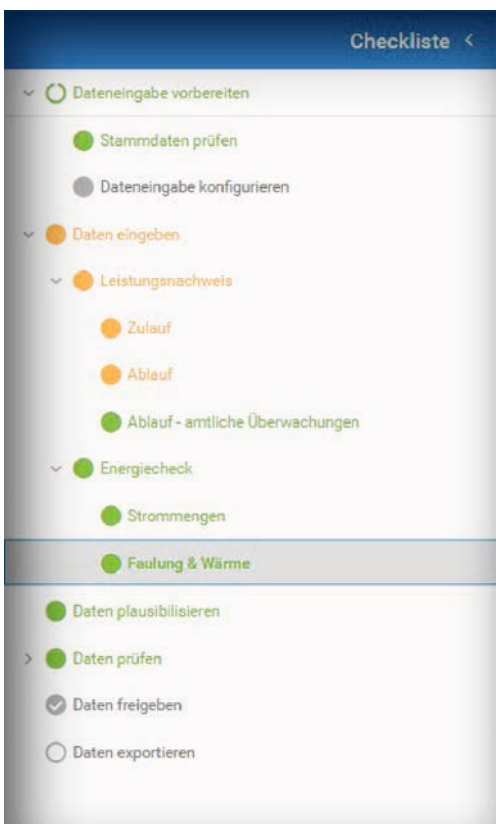 Checkliste
Dateneingabe vorbereiten
Stammdaten prüfen
Dateneingabe konfigurieren
Daten eingeben
Leistungsnachweis
Zulauf
Ablauf
Ablauf - amtliche Überwachungen
Energiecheck
Strommengen
Faulung & Wärme
Daten plausibilisieren
Daten prüfen
Daten freigeben
Daten exportieren